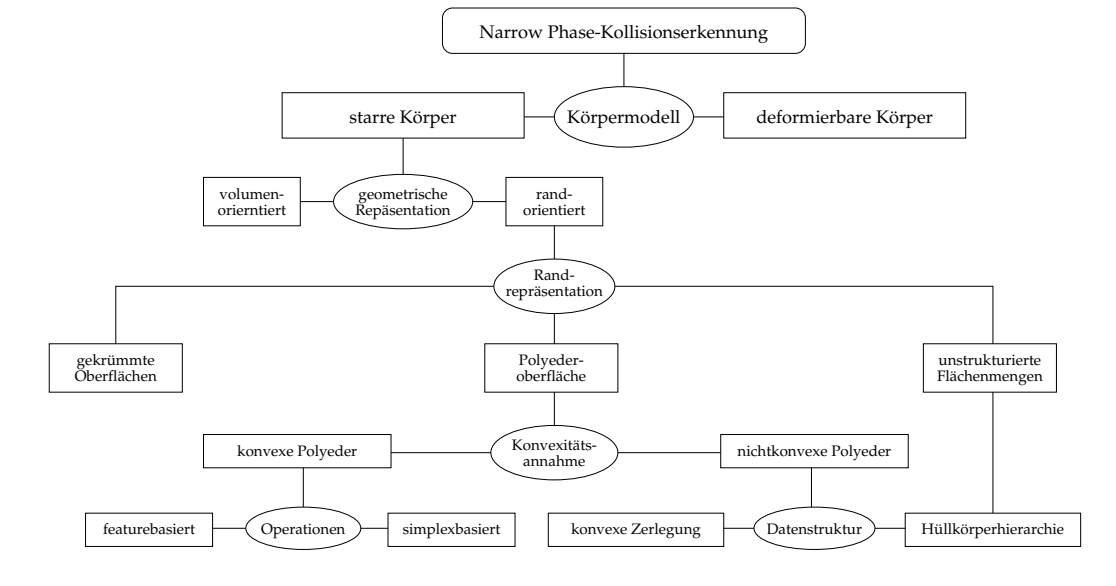 Narrow Phase-Kollisionserkennung
starre Körper
Körpermodell
deformierbare Körper
volumen-
orierntiert
geometrische
Repäsentation
rand-
orientiert
Rand-
repräsentation
gekrümmte
Oberflächen
Polyeder-
oberfläche
unstrukturierte
Flächenmengen
konvexe Polyeder
Konvexitäts-
annahme
nichtkonvexe Polyeder
featurebasiert
Operationen
simplexbasiert
konvexe Zerlegung
Datenstruktur
Hüllkörperhierarchie